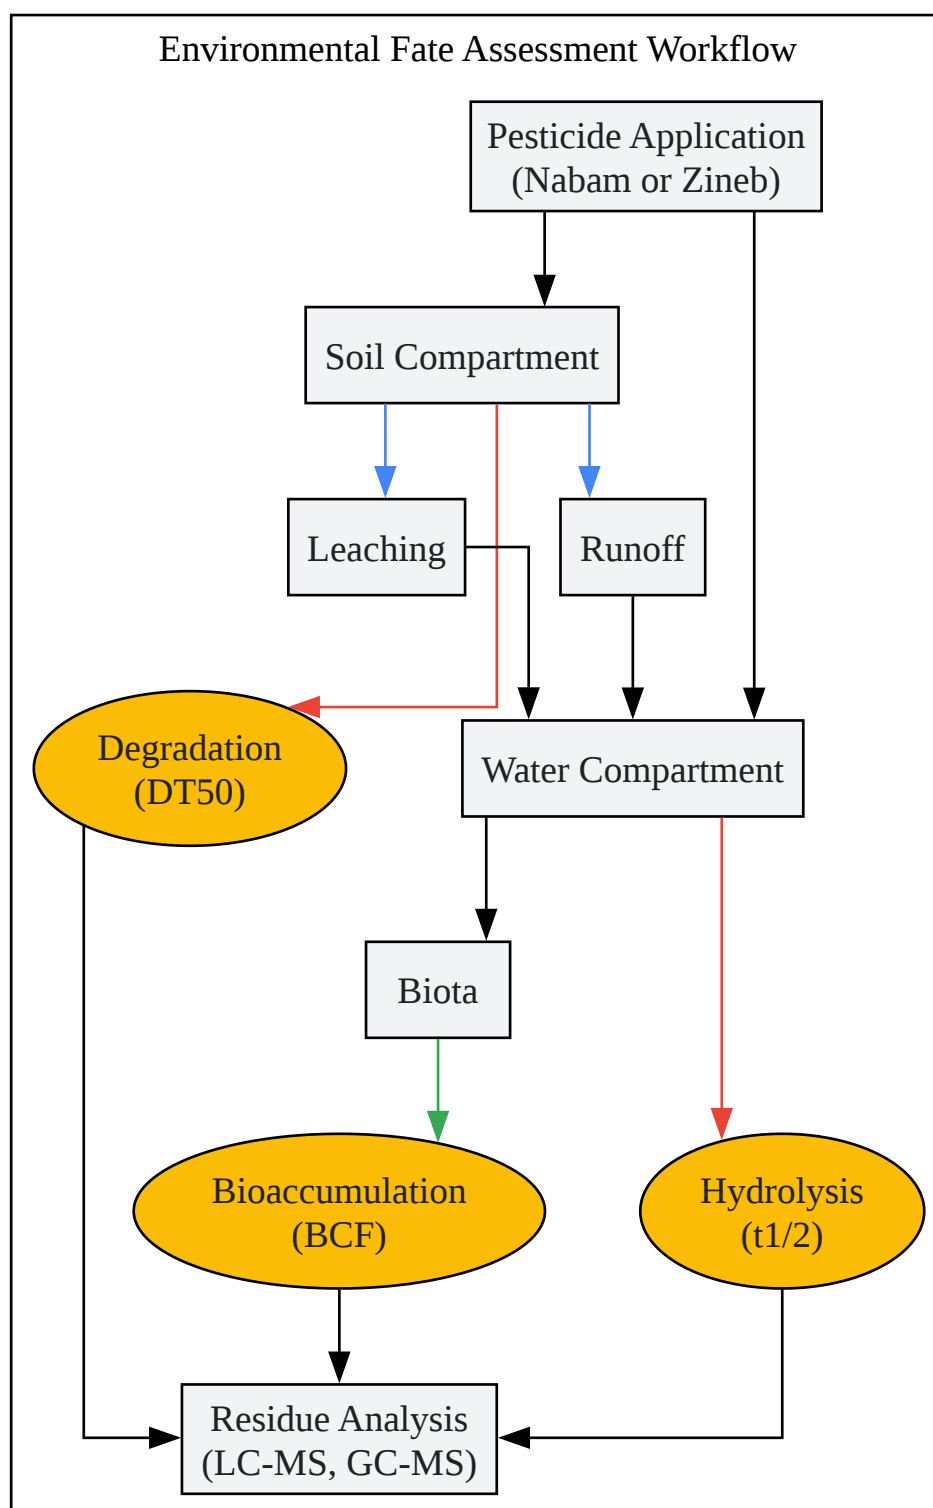 Environmental Fate Assessment Workflow
Pesticide Application
(Nabam or Zineb)
Soil Compartment
Leaching
Runoff
Degradation
(DT50)
Water Compartment
Biota
Bioaccumulation
(BCF)
Hydrolysis
(t1/2)
Residue Analysis
(LC-MS, GC-MS)